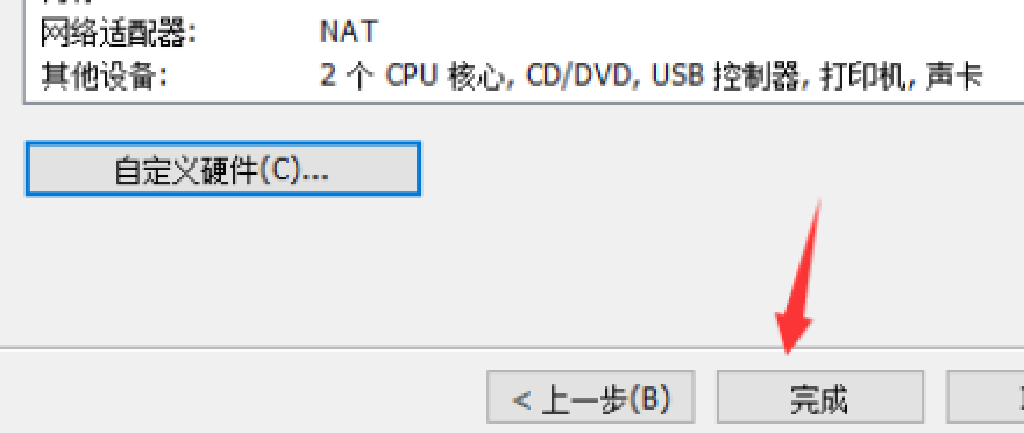 网络适配器: NAT
其他设备: 2 个 CPU 核心, CD/DVD, USB 控制器, 打印机, 声卡
自定义硬件(C)...
< 上一步(B) 完成